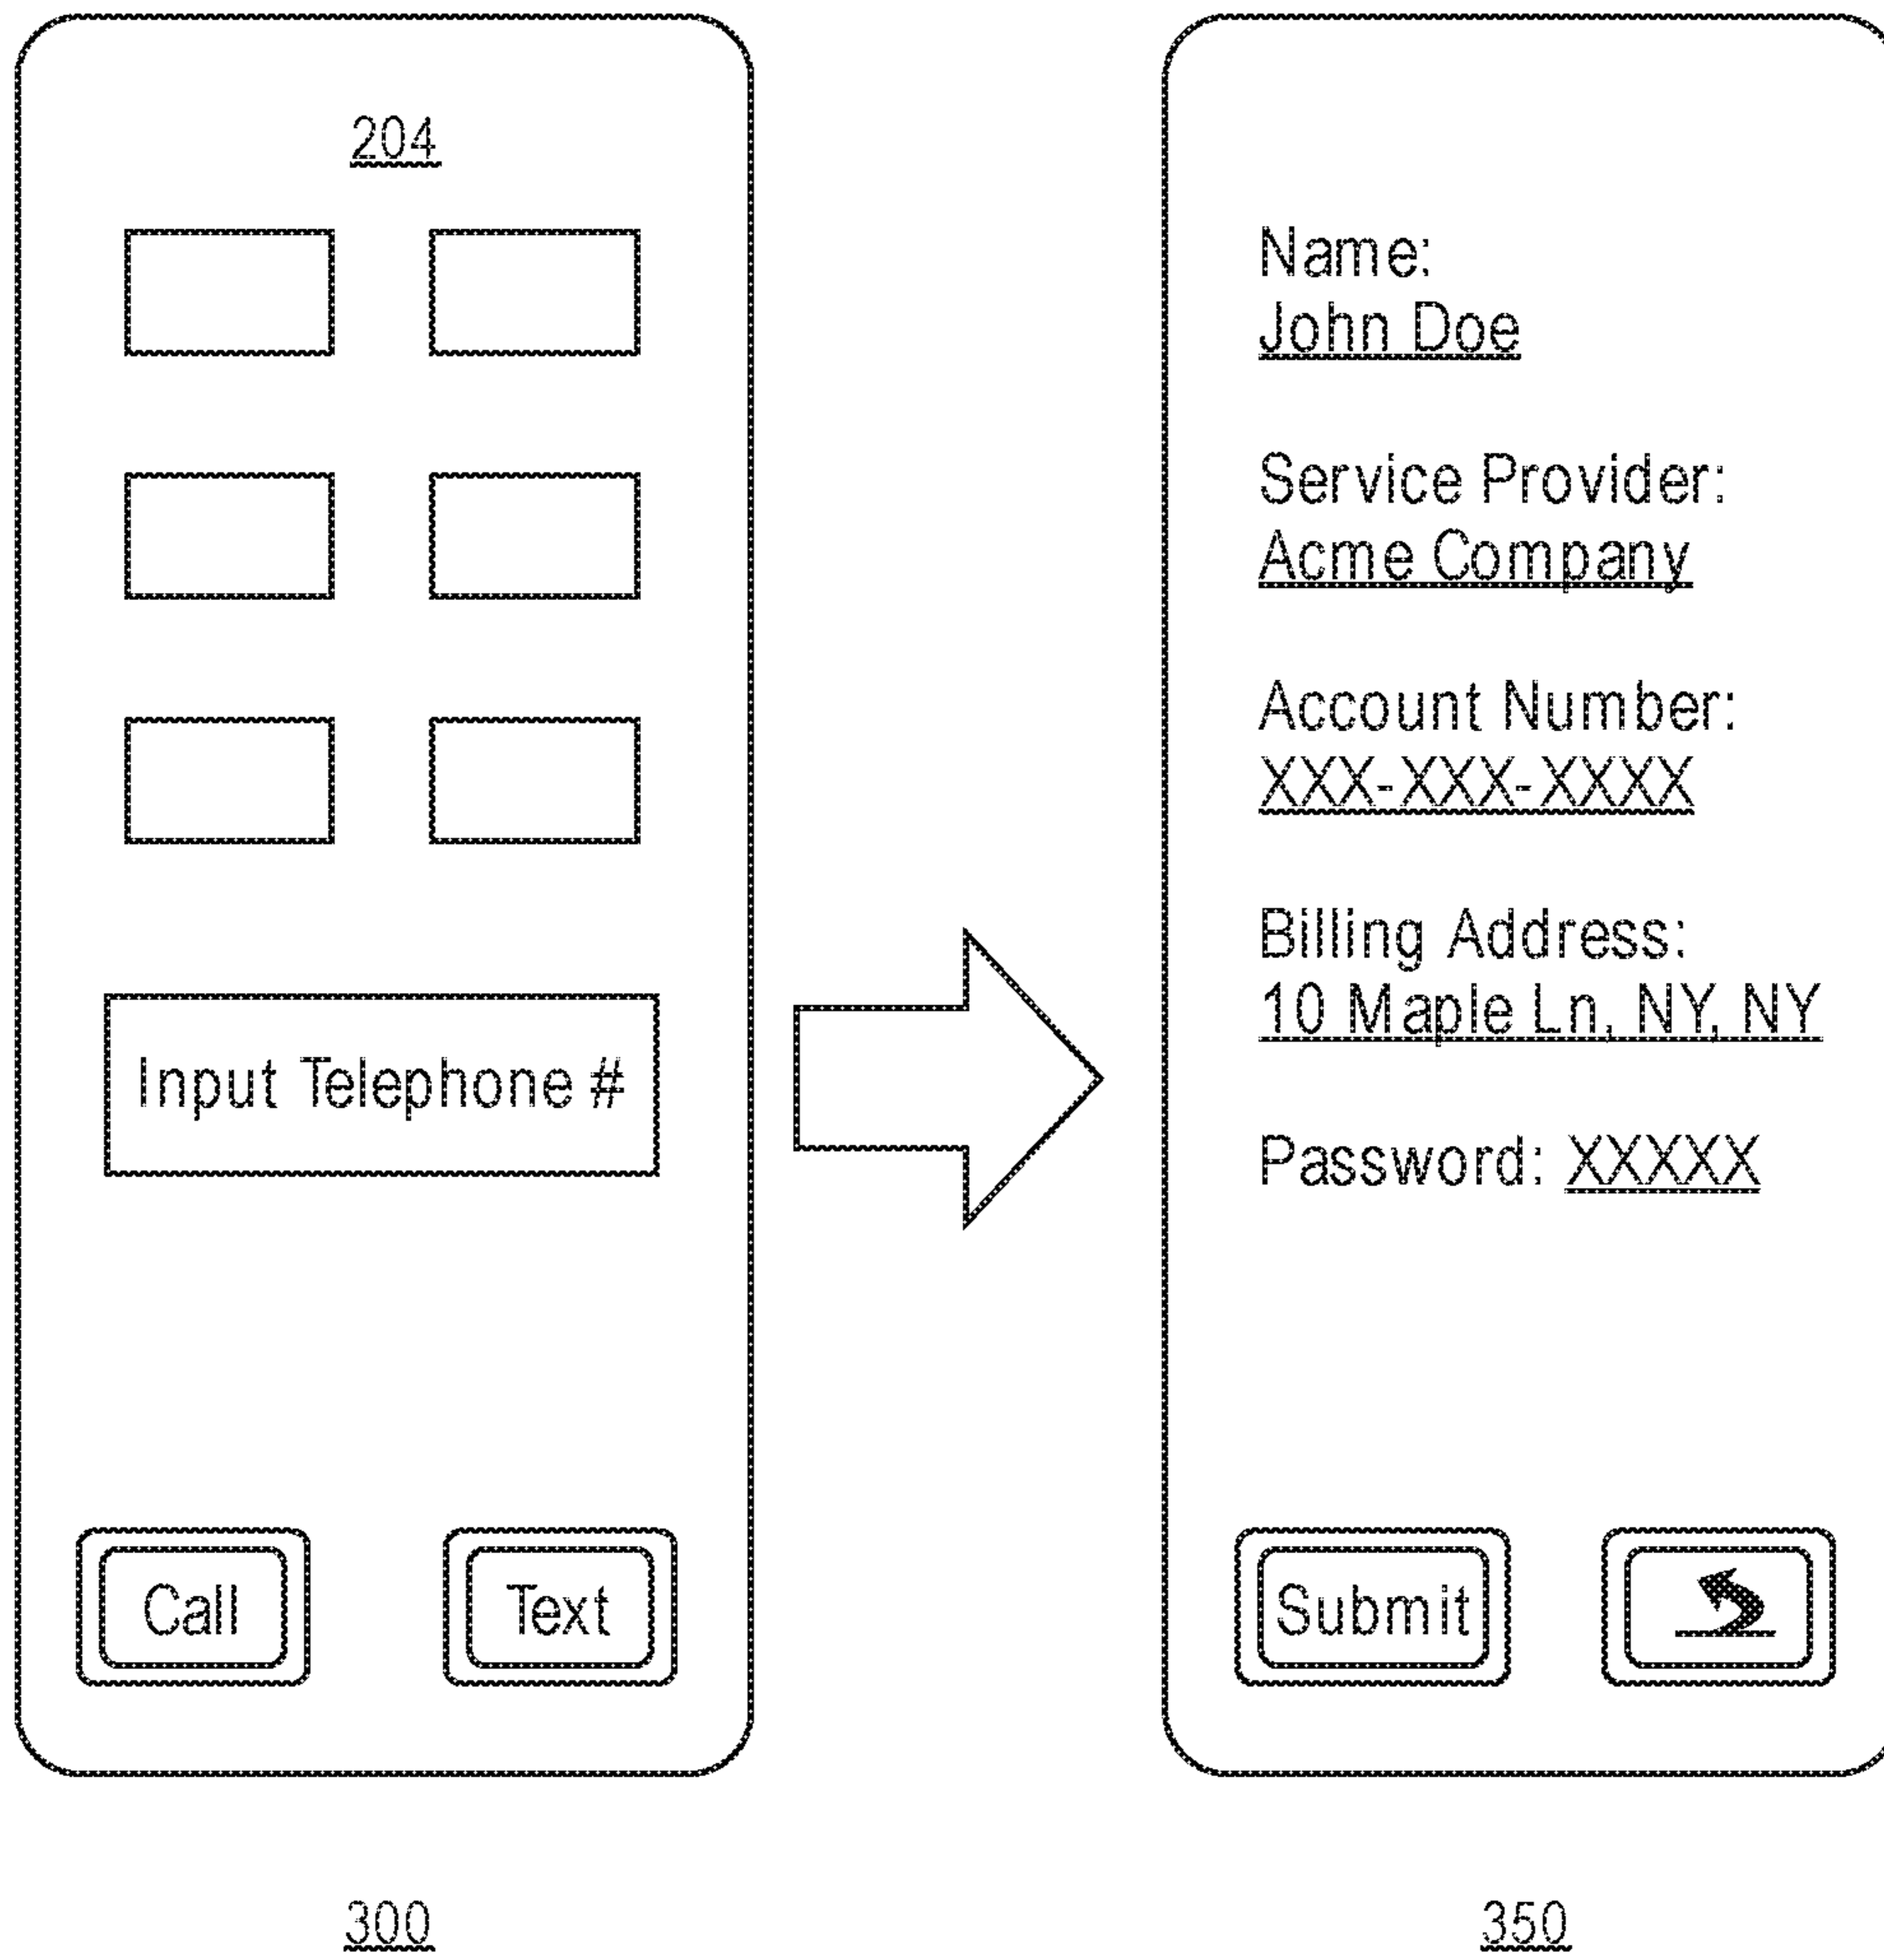 204
Input Telephone #
Call
Text
300
Name:
John Doe
Service Provider:
Acme Company
Account Number:
XXX-XXX-XXXX
Billing Address:
10 Maple Ln, NY, NY
Password: XXXXX
Submit
350